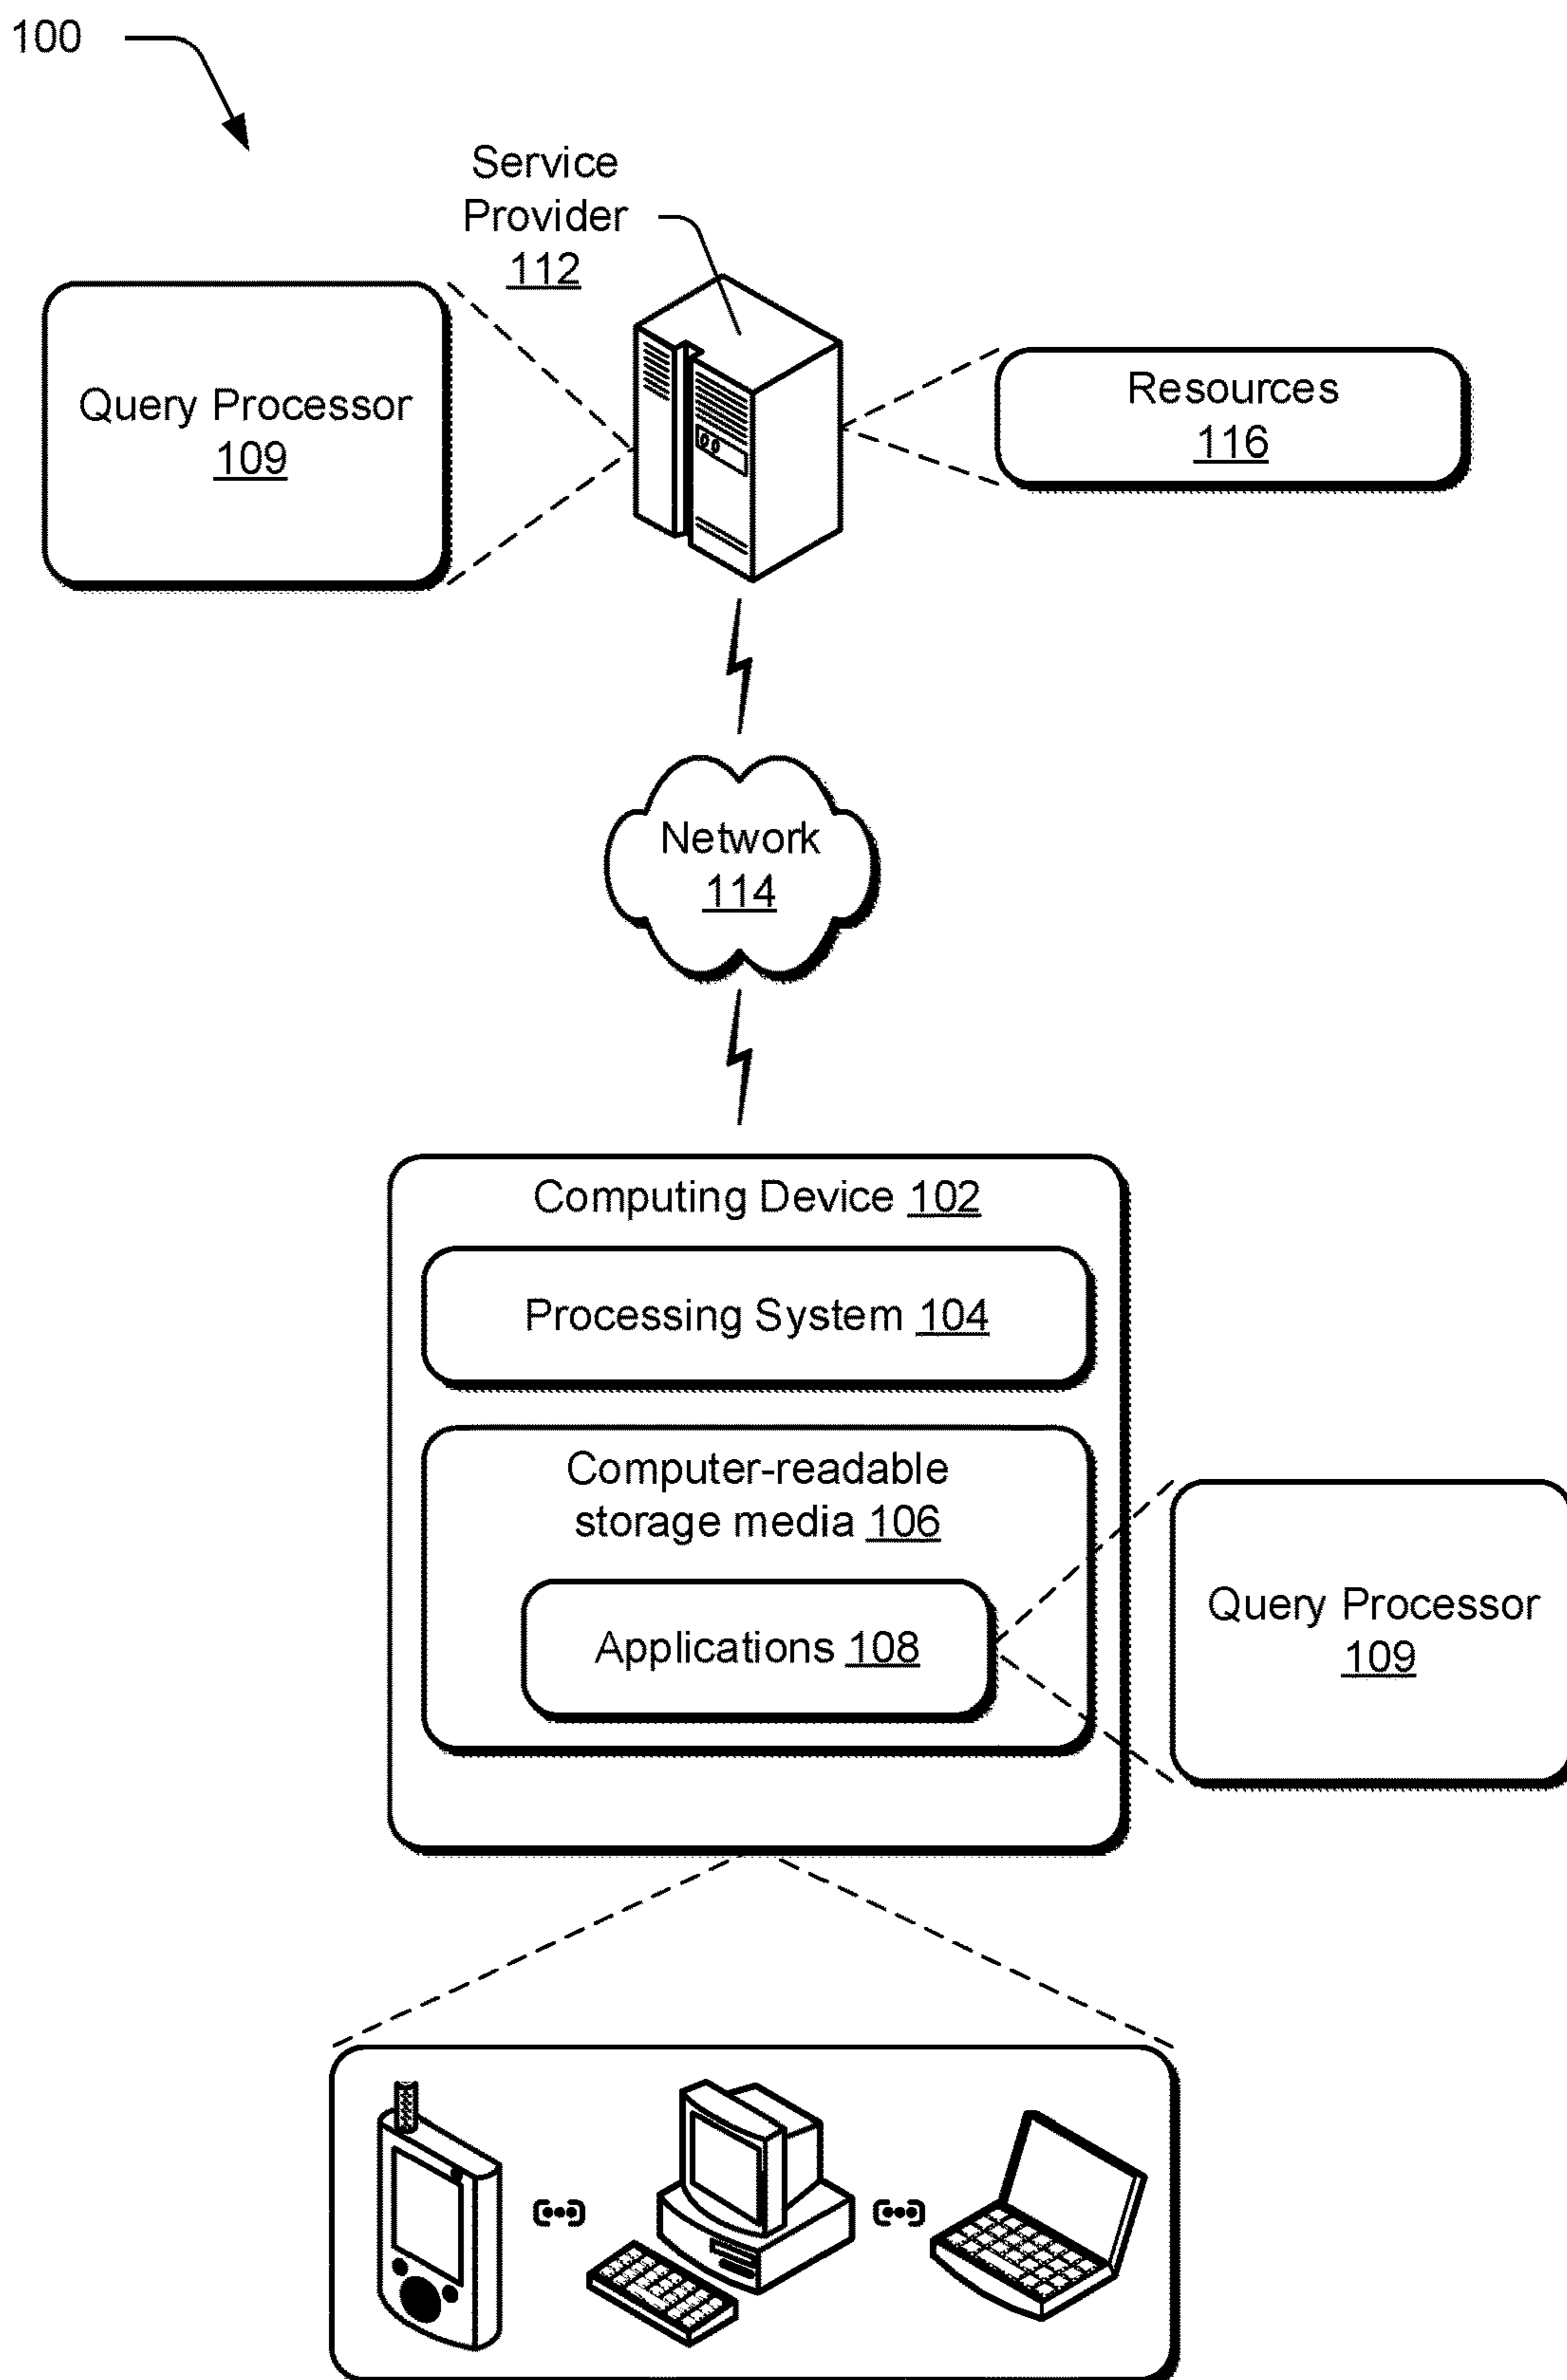 100
Service
Provider
112
Query Processor
109
Resources
116
Network
114
Computing Device 102
Processing System 104
Computer-readable
storage media 106
Applications 108
Query Processor
109